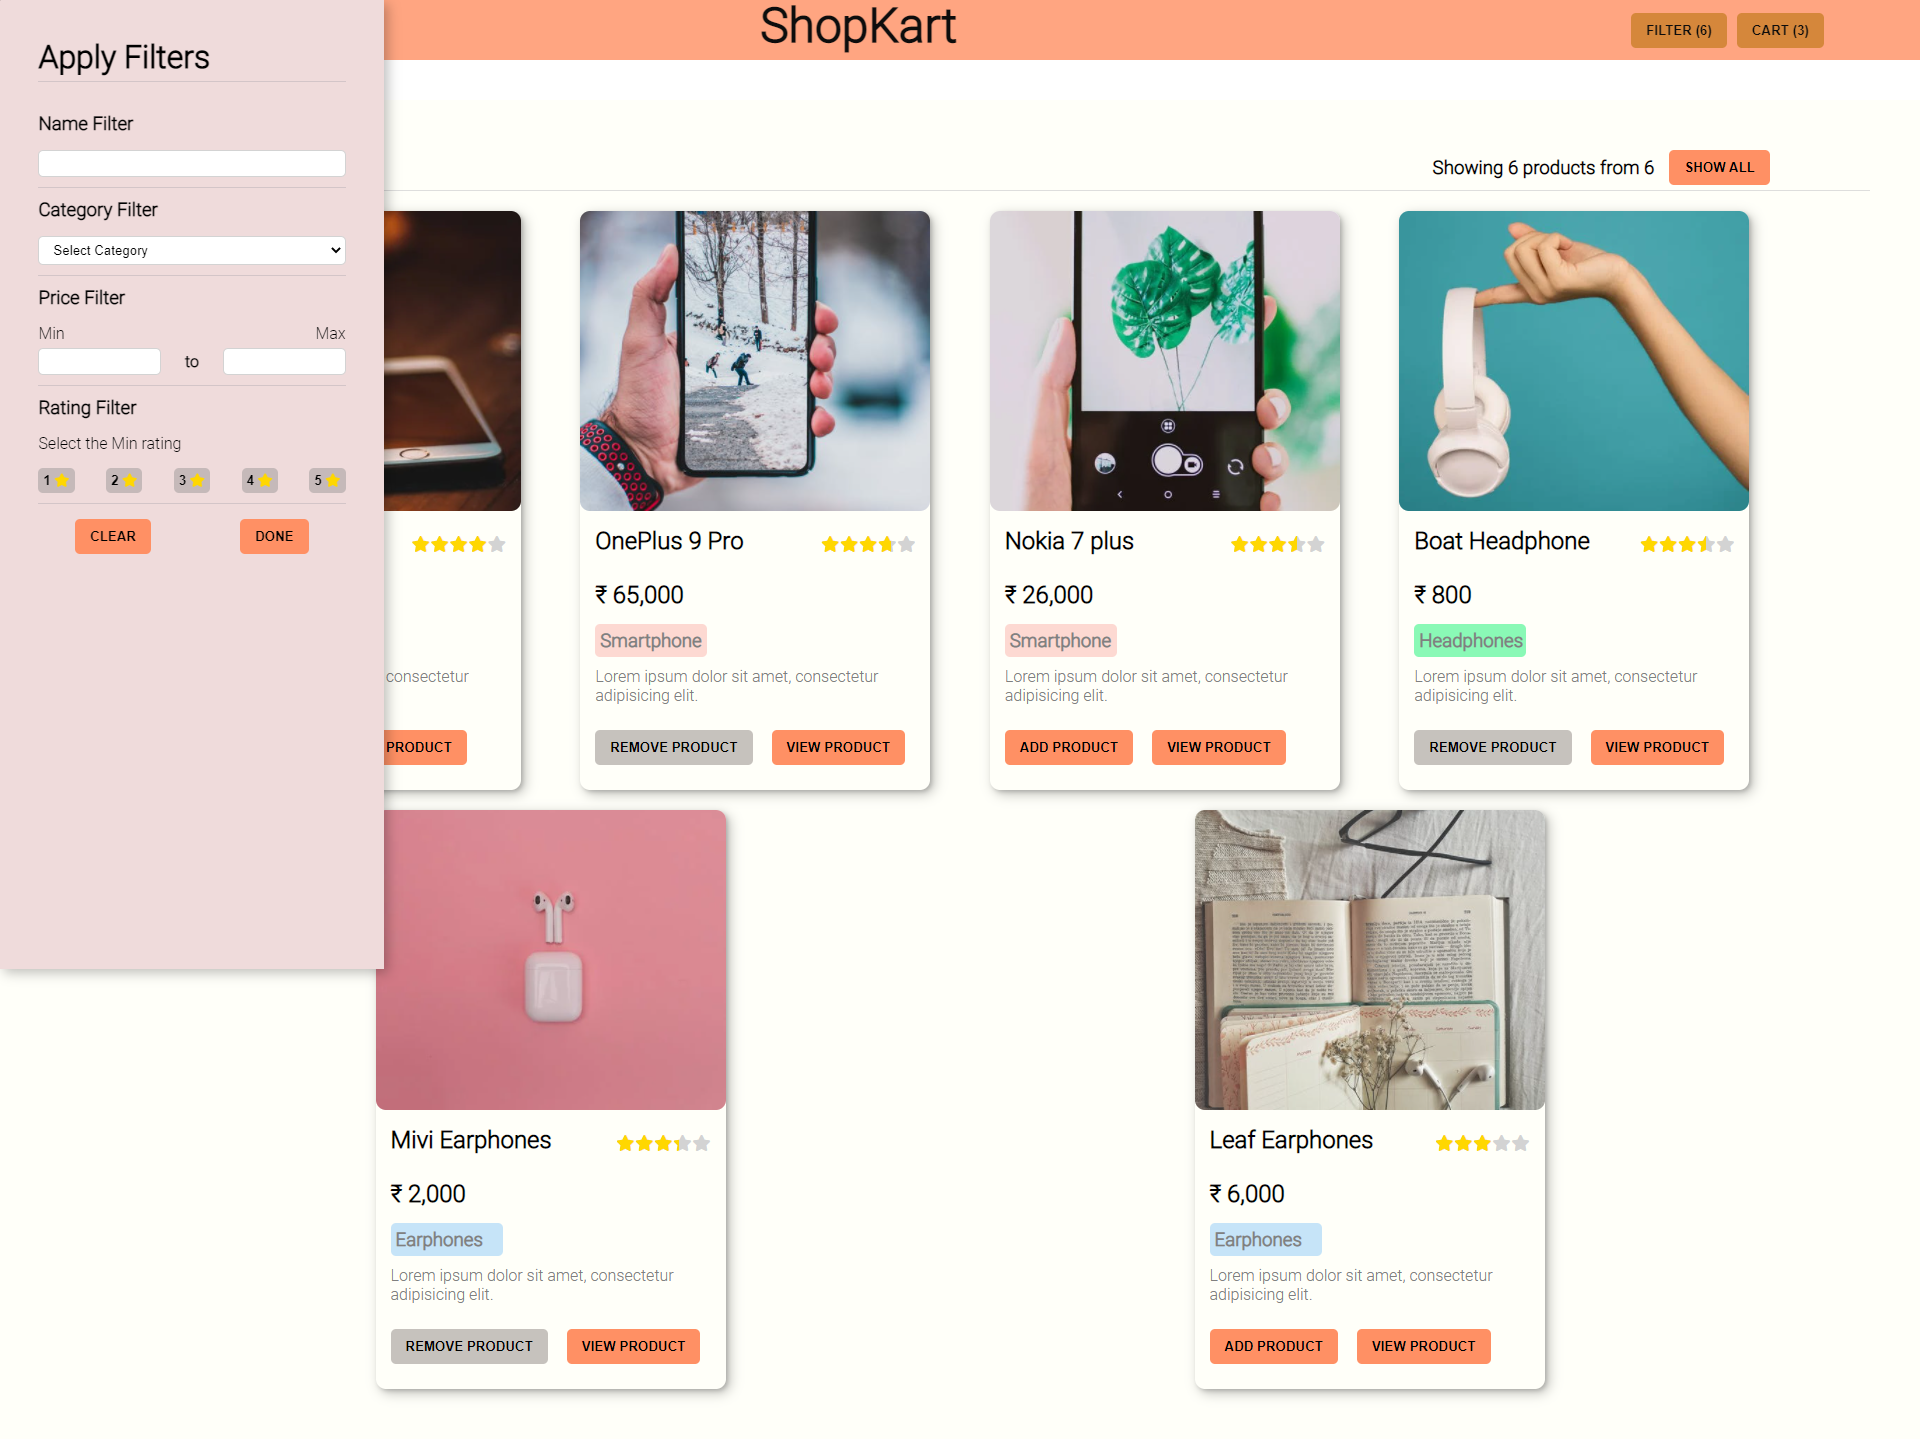 ShopKart
FILTER (6)
CART (3)
Apply Filters
Name Filter
Category Filter
Select Category
Price Filter
Min
Max
to
Rating Filter
Select the Min rating
1
2
3
4
5
CLEAR
DONE
Showing 6 products from 6
SHOW ALL
consectetur
PRODUCT
OnePlus 9 Pro
₹ 65,000
Smartphone
Lorem ipsum dolor sit amet, consectetur
adipisicing elit.
REMOVE PRODUCT
VIEW PRODUCT
Nokia 7 plus
₹ 26,000
Smartphone
Lorem ipsum dolor sit amet, consectetur
adipisicing elit.
ADD PRODUCT
VIEW PRODUCT
Boat Headphone
₹ 800
Headphones
Lorem ipsum dolor sit amet, consectetur
adipisicing elit.
REMOVE PRODUCT
VIEW PRODUCT
Mivi Earphones
₹ 2,000
Earphones
Lorem ipsum dolor sit amet, consectetur
adipisicing elit.
REMOVE PRODUCT
VIEW PRODUCT
Leaf Earphones
₹ 6,000
Earphones
Lorem ipsum dolor sit amet, consectetur
adipisicing elit.
ADD PRODUCT
VIEW PRODUCT